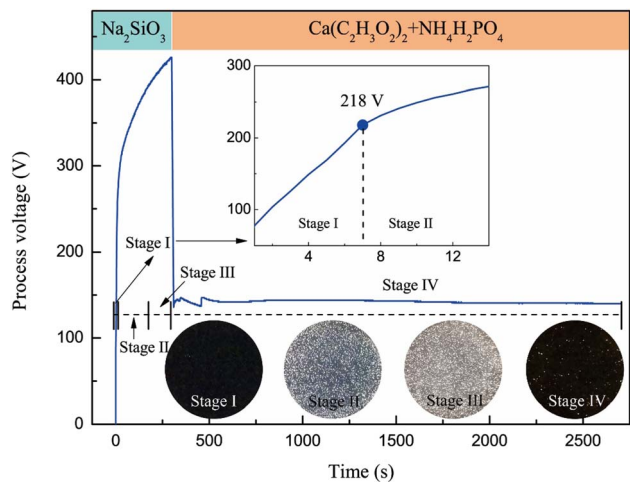 Na₂SiO₃
Ca(C₂H₃O₂)₂+NH₄H₂PO₄
Process voltage (V)
400
300
200
100
0
300
200
100
218 V
Stage I
Stage II
4
8
12
Stage I
Stage III
Stage II
Stage IV
Stage I
Stage II
Stage III
Stage IV
0
500
1000
1500
2000
2500
Time (s)